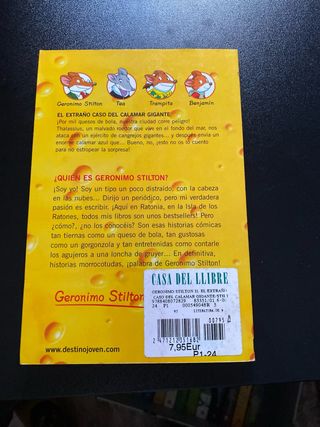 Geronimo Stilton
Tea
Trampita
Benjamín
EL EXTRAÑO CASO DEL CALAMAR GIGANTE
¡Por mil quesos de bola, nuestra ciudad corre peligro!
Thalassius, un malvado roedor que vive en el fondo del mar, nos
ataca con un ejército de cangrejos gigantes... y después envía un
enorme calamar azul que... Bueno, no, ¡esto no os lo cuento
para no estropear la sorpresa!
¿QUIÉN ES GERONIMO STILTON?
¡Soy yo! Soy un tipo un poco distraído, con la cabeza
en las nubes... Dirijo un periódico, pero mi verdadera
pasión es escribir. ¡Aquí en Ratonia, en la Isla de los
Ratones, todos mis libros son unos bestsellers! Pero
¿cómo?, ¿no los conocéis? Son esas historias cómicas
tan tiernas como un queso de bola, tan gustosas
como un gorgonzola y tan entretenidas como contarle
los agujeros a una loncha de gruyer... En definitiva,
historias morrocotudas, ¡palabra de Geronimo Stilton!
Geronimo Stilton
www.destinojoven.com
CASA DEL LLIBRE
GERONIMO STILTON 31 EL EXTRAÑO
CASO DEL CALAMAR GIGANTE
24 P1
00795
7,95Eur
P1-24